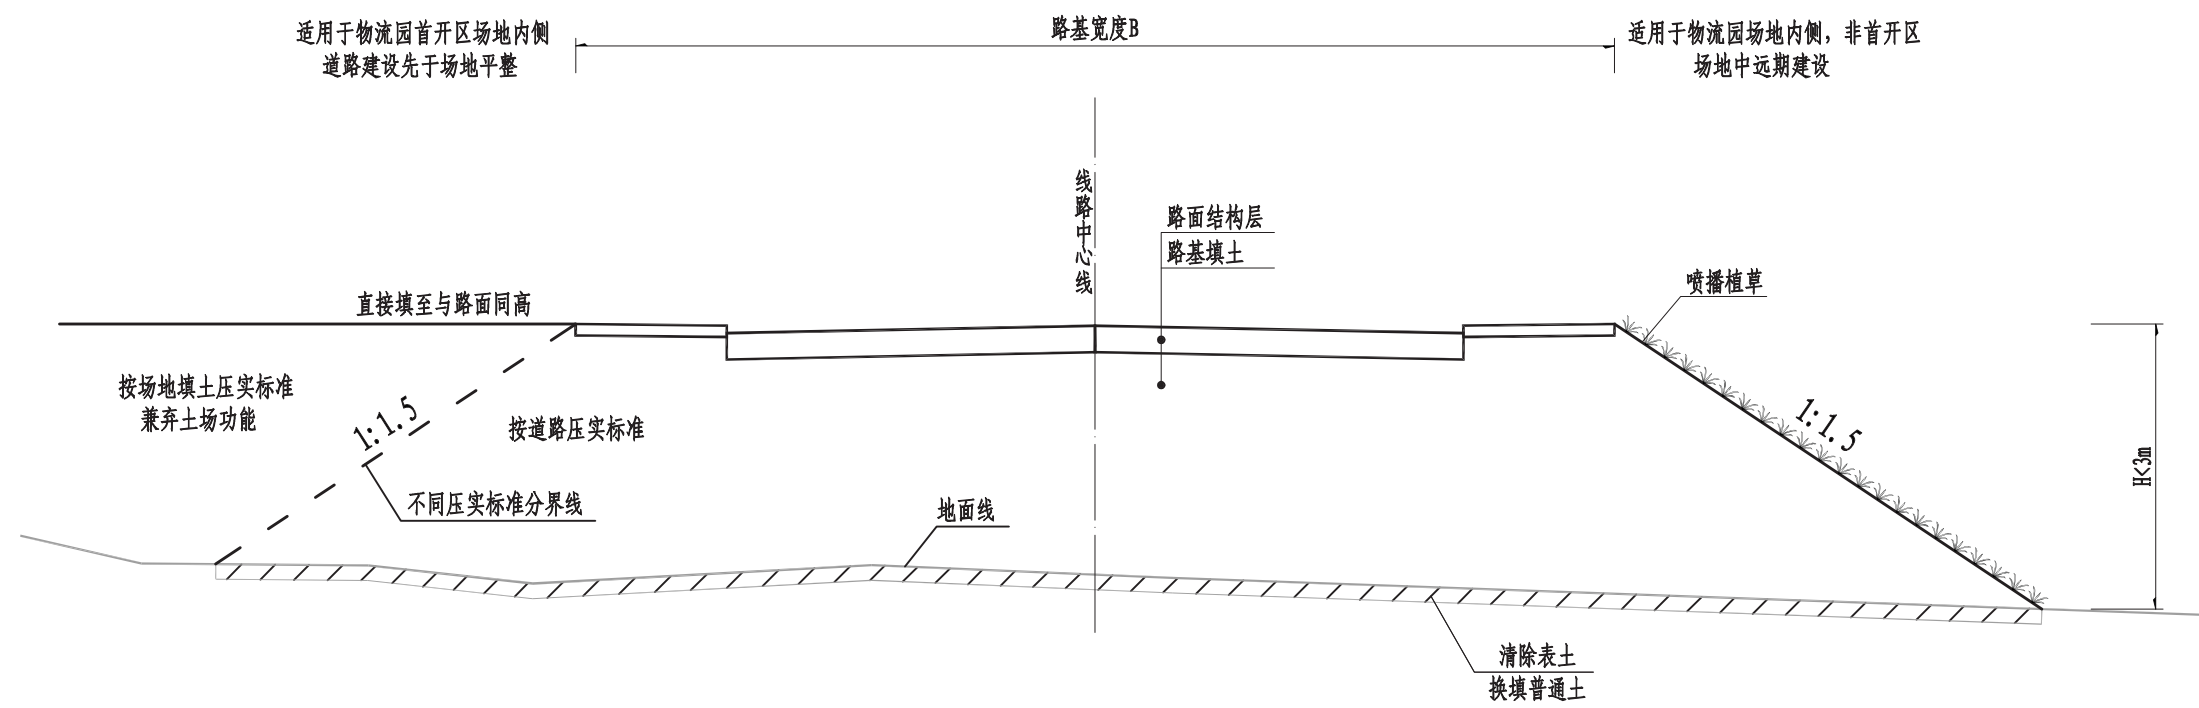 适用于物流园首开区场地内侧
道路建设先于场地平整
路基宽度B
适用于物流园场地内侧，非首开区
场地中远期建设
线路中心线
路面结构层
路基填土
喷播植草
直接填至与路面同高
按场地填土压实标准
兼弃土场功能
1:1.5
按道路压实标准
1:1.5
H<3m
不同压实标准分界线
地面线
清除表土
换填普通土